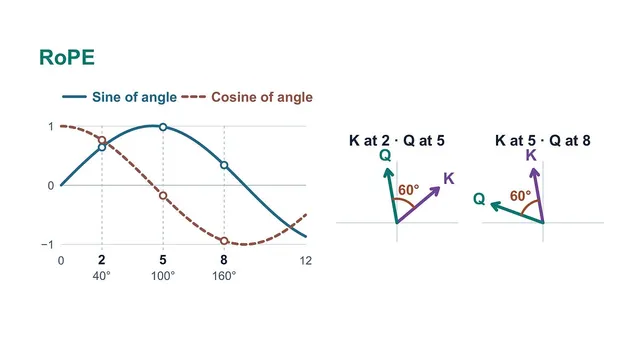 RoPE
Sine of angle
Cosine of angle
1
0
−1
0
2
5
8
12
40°
100°
160°
K at 2 · Q at 5
Q
K
60°
K at 5 · Q at 8
K
Q
60°